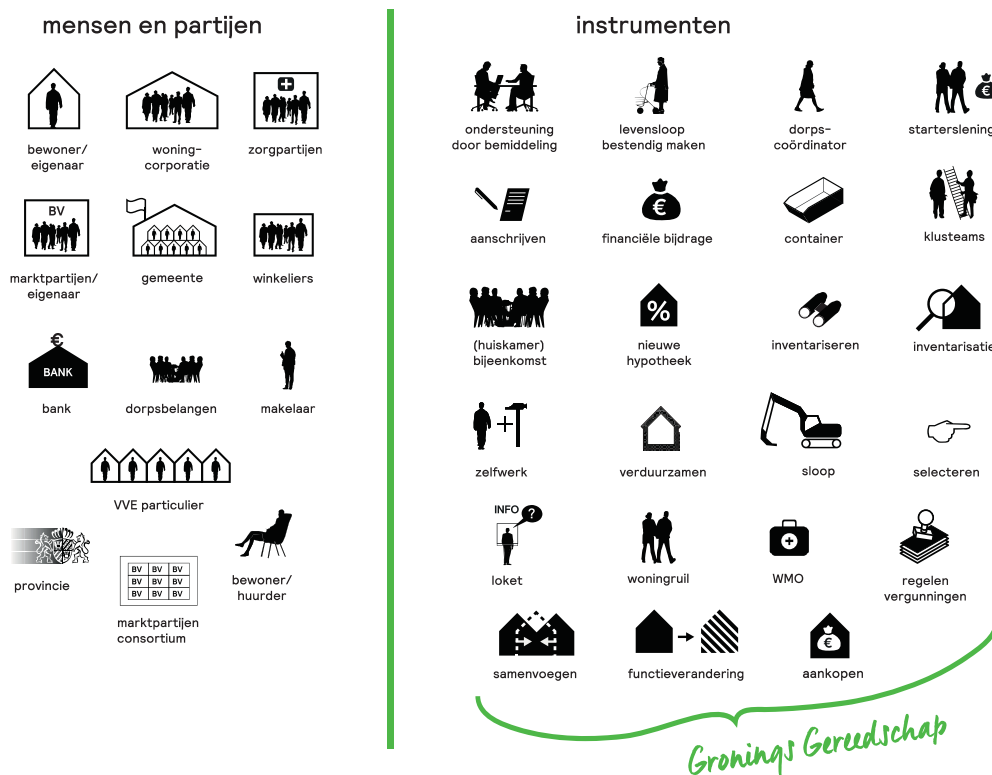 mensen en partijen
bewoner/
eigenaar
woning-
corporatie
zorgpartijen
BV
marktpartijen/
eigenaar
gemeente
winkeliers
€
BANK
bank
dorpsbelangen
makelaar
VVE particulier
provincie
BV BV BV
BV BV BV
BV BV BV
marktpartijen
consortium
bewoner/
huurder
instrumenten
ondersteuning
door bemiddeling
levensloop
bestendig maken
dorps-
coördinator
€
starterslening
aanschrijven
€
financiële bijdrage
container
klusteams
(huiskamer)
bijeenkomst
%
nieuwe
hypotheek
inventariseren
inventarisatie
zelfwerk
verduurzamen
sloop
selecteren
INFO ?
loket
woningruil
WMO
regelen
vergunningen
samenvoegen
functieverandering
€
aankopen
Gronings Gereedschap